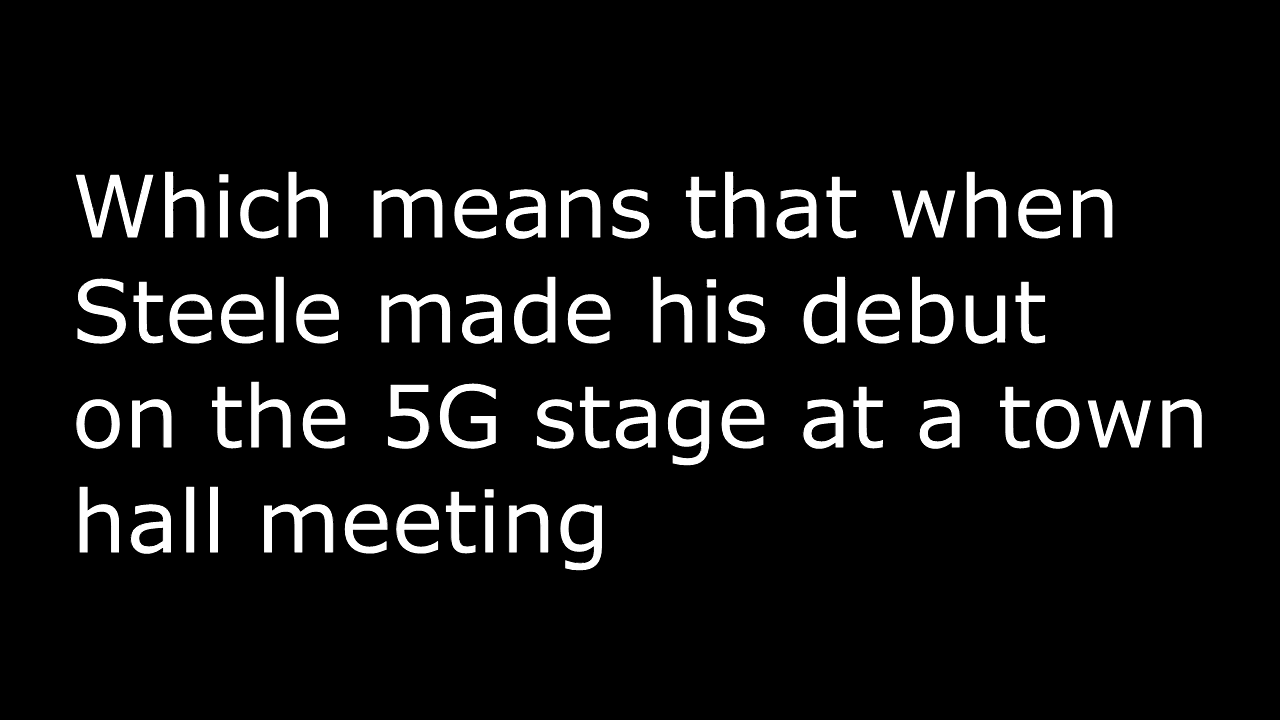 Which means that when
Steele made his debut
on the 5G stage at a town
hall meeting